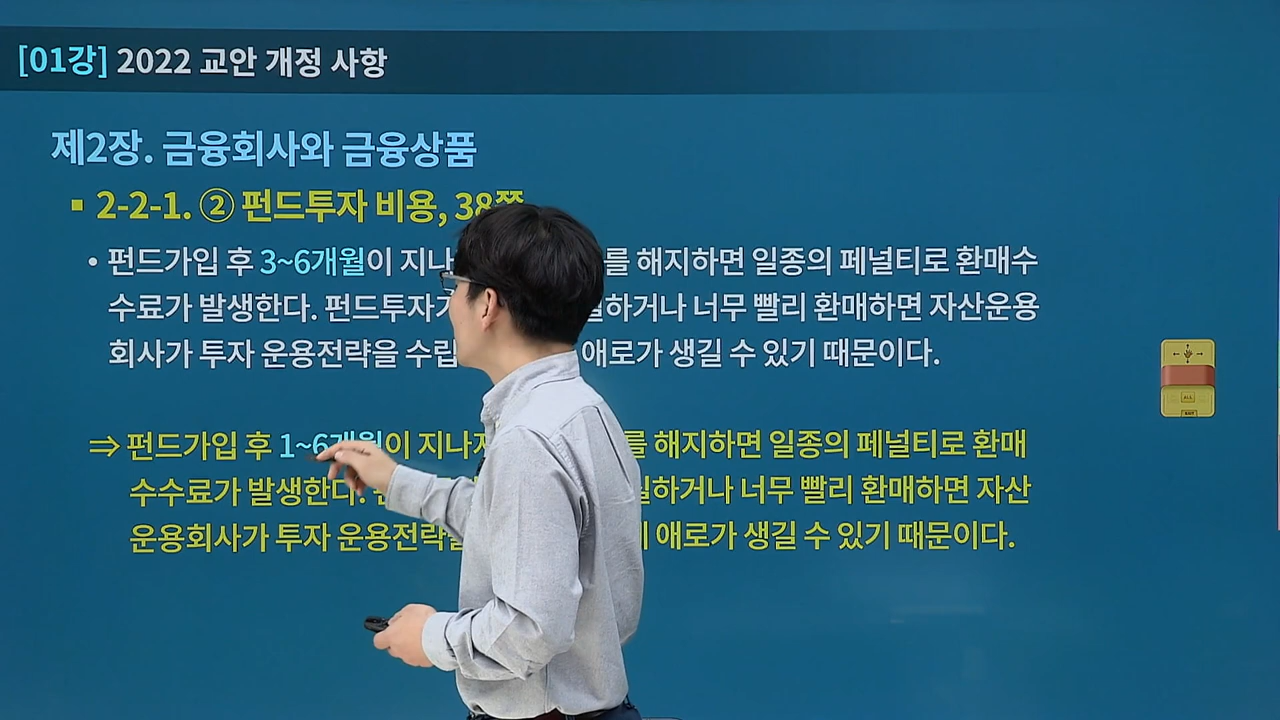 [01강] 2022 교안 개정 사항
제2장. 금융회사와 금융상품
▪ 2-2-1. ② 펀드투자 비용, 38쪽
• 펀드가입 후 3~6개월이 지나 를 해지하면 일종의 페널티로 환매수
수료가 발생한다. 펀드투자 하거나 너무 빨리 환매하면 자산운용
회사가 투자 운용전략을 수립 애로가 생길 수 있기 때문이다.
⇒ 펀드가입 후 1~6개월이 지나 를 해지하면 일종의 페널티로 환매
수수료가 발생한다. 하거나 너무 빨리 환매하면 자산
운용회사가 투자 운용전략 애로가 생길 수 있기 때문이다.
ALL
EXIT